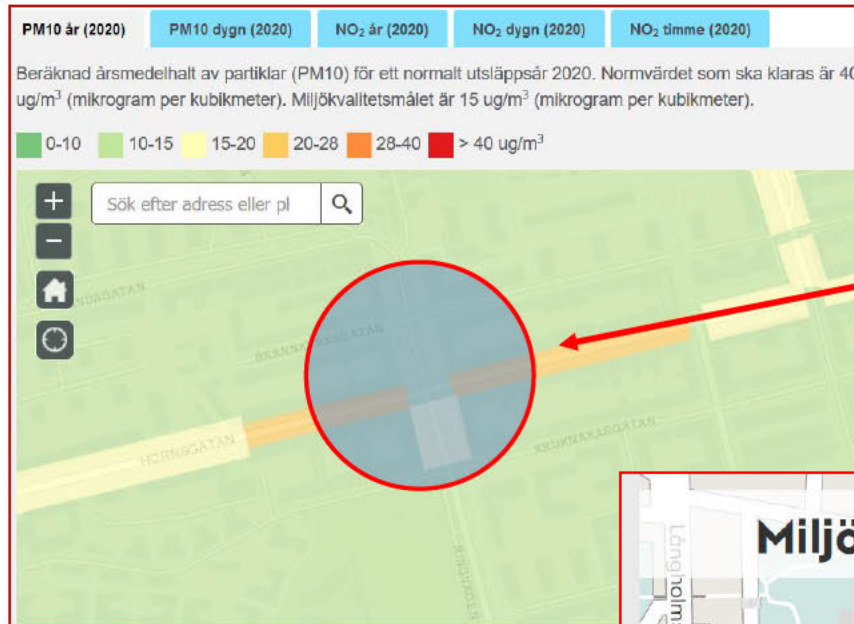 PM10 år (2020) PM10 dygn (2020) NO₂ år (2020) NO₂ dygn (2020) NO₂ timme (2020)
Beräknad årsmedelhalt av partiklar (PM10) för ett normalt utsläppsår 2020. Normvärdet som ska klaras är 40
ug/m³ (mikrogram per kubikmeter). Miljökvalitetsmålet är 15 ug/m³ (mikrogram per kubikmeter).
0-10 10-15 15-20 20-28 28-40 > 40 ug/m³
+
Sök efter adress eller pl
−
HORNSGATAN
KRUKMAKARGATAN
RINGVÄGEN
Miljö
Långholms